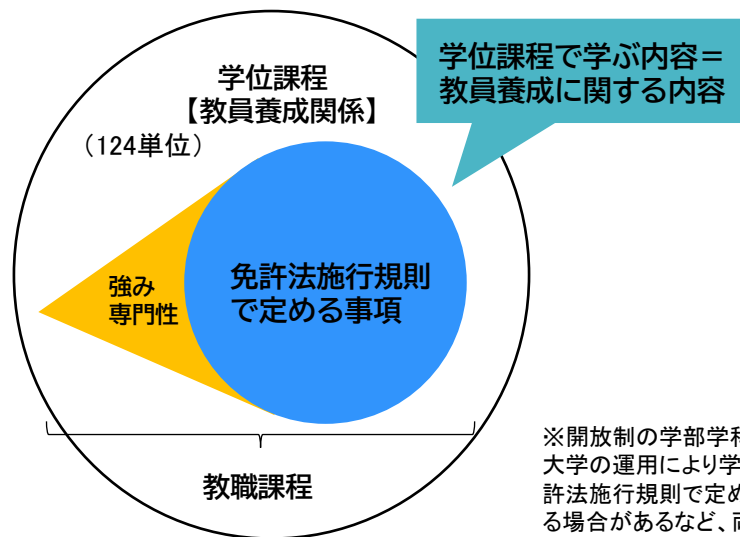 学位課程で学ぶ内容＝
教員養成に関する内容
学位課程
【教員養成関係】
（124単位）
強み
専門性
免許法施行規則
で定める事項
教職課程
※開放制の学部学科
大学の運用により学
許法施行規則で定め
る場合があるなど、両